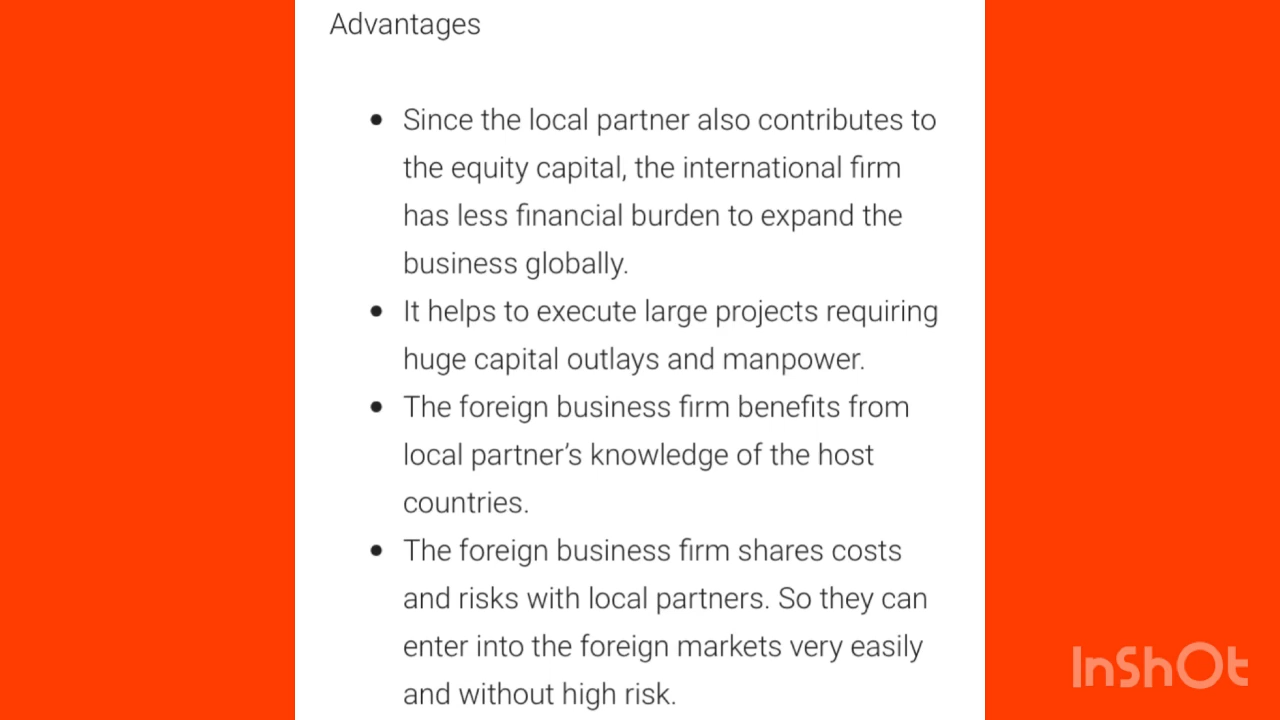 Advantages
Since the local partner also contributes to
the equity capital, the international firm
has less financial burden to expand the
business globally.
It helps to execute large projects requiring
huge capital outlays and manpower.
The foreign business firm benefits from
local partner’s knowledge of the host
countries.
The foreign business firm shares costs
and risks with local partners. So they can
enter into the foreign markets very easily
and without high risk.
InShOt